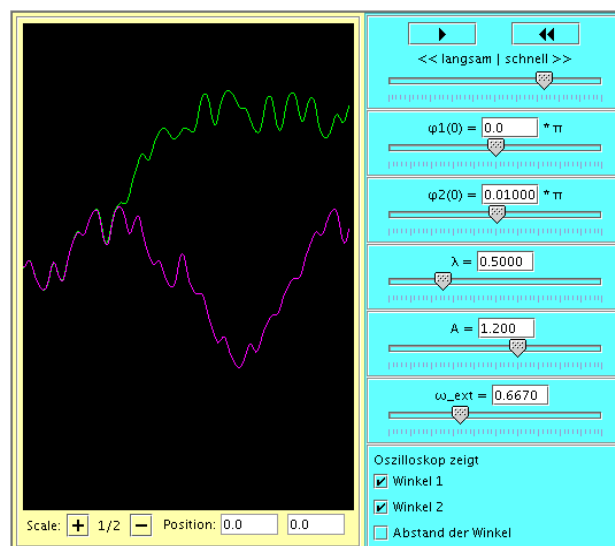 << langsam | schnell >>
φ1(0) = 0.0 * π
φ2(0) = 0.01000 * π
λ = 0.5000
A = 1.200
ω_ext = 0.6670
Oszilloskop zeigt
Winkel 1
Winkel 2
Abstand der Winkel
Scale: + 1/2 − Position: 0.0 0.0